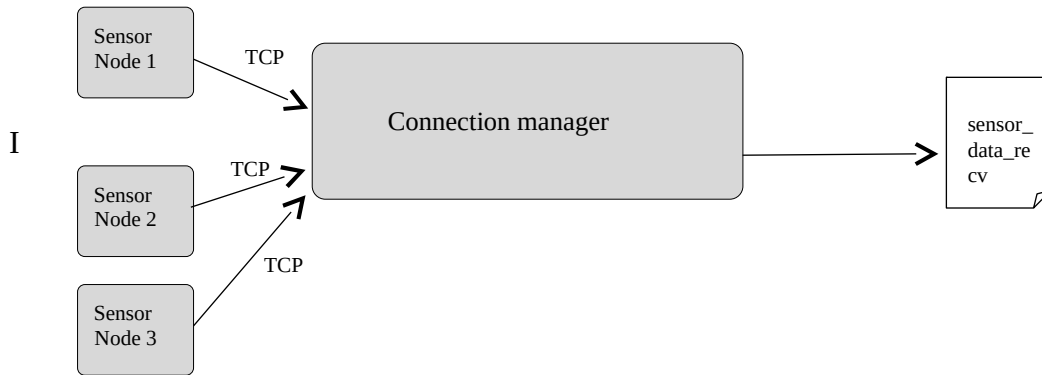 Sensor
Node 1
TCP
Connection manager
sensor_
data_re
cv
I
TCP
Sensor
Node 2
TCP
Sensor
Node 3